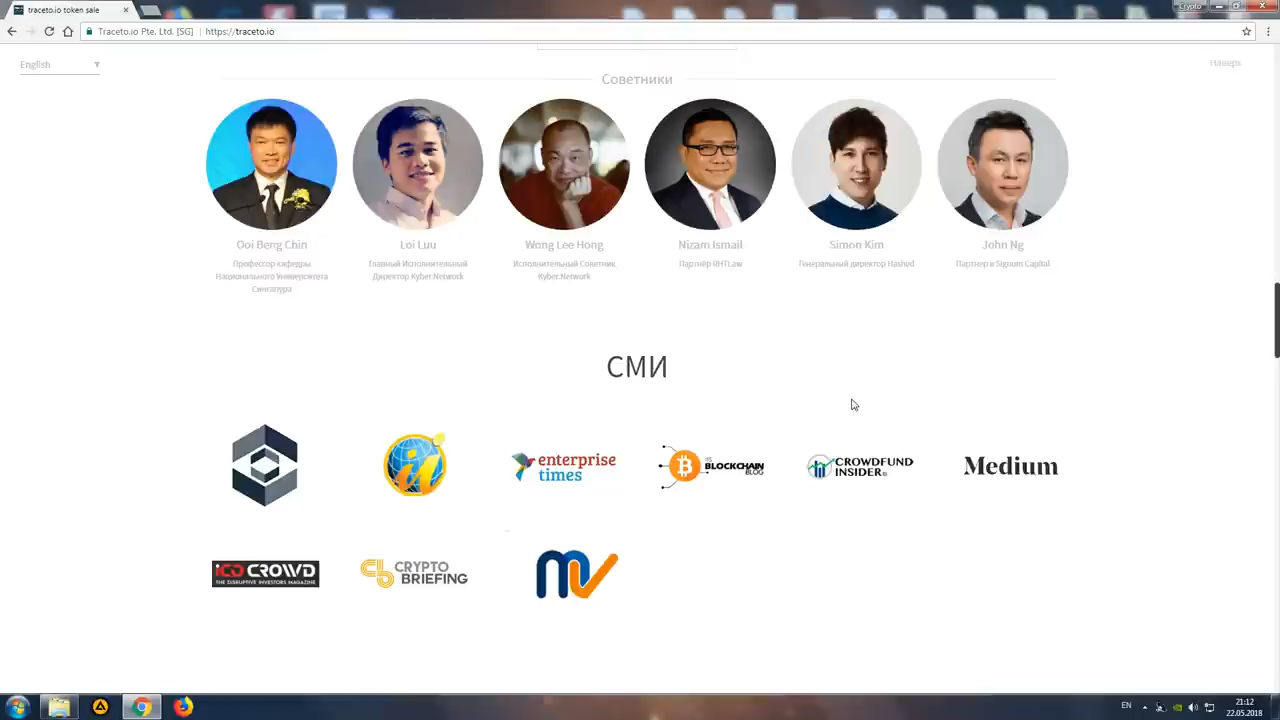 traceto.io token sale
Crypto
Traceto.io Pte. Ltd. [SG]
https://traceto.io
English
Наверх
Советники
Ooi Beng Chin
Профессор кафедры
Национального Университета
Сингапура
Loi Luu
Главный Исполнительный
Директор Kyber.Network
Wong Lee Hong
Исполнительный Советник,
Kyber.Network
Nizam Ismail
Партнёр RHTLaw
Simon Kim
Генеральный директор Hashed
John Ng
Партнер в Signum Capital
СМИ
enterprise
times
ITS
BLOCKCHAIN
BLOG
CROWDFUND
INSIDER®
Medium
ICO CROWD
THE DISRUPTIVE INVESTORS MAGAZINE
CRYPTO
BRIEFING
EN
21:12
22.05.2018